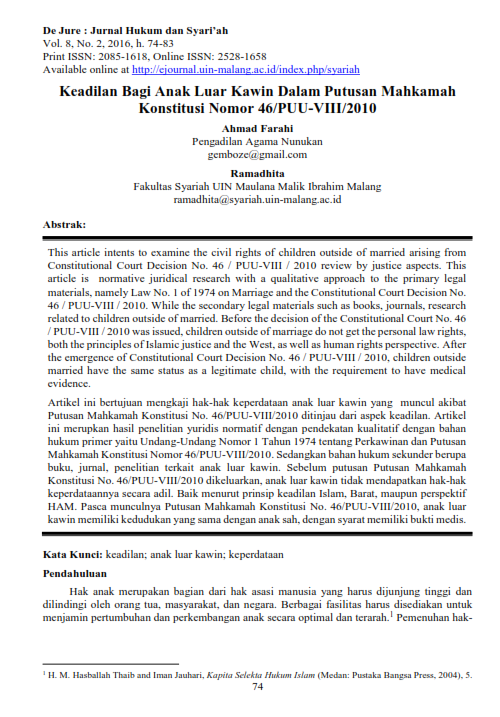 De Jure : Jurnal Hukum dan Syari'ah
Vol. 8, No. 2, 2016, h. 74-83
Print ISSN: 2085-1618, Online ISSN: 2528-1658
Available online at http://ejournal.uin-malang.ac.id/index.php/syariah
Keadilan Bagi Anak Luar Kawin Dalam Putusan Mahkamah
Konstitusi Nomor 46/PUU-VIII/2010
Ahmad Farahi
Pengadilan Agama Nunukan
gemboze@gmail.com
Ramadhita
Fakultas Syariah UIN Maulana Malik Ibrahim Malang
ramadhita@syariah.uin-malang.ac.id
Abstrak:
This article intents to examine the civil rights of children outside of married arising from
Constitutional Court Decision No. 46 / PUU-VIII / 2010 review by justice aspects. This
article is normative juridical research with a qualitative approach to the primary legal
materials, namely Law No. 1 of 1974 on Marriage and the Constitutional Court Decision No.
46 / PUU-VIII / 2010. While the secondary legal materials such as books, journals, research
related to children outside of married. Before the decision of the Constitutional Court No. 46
/ PUU-VIII / 2010 was issued, children outside of marriage do not get the personal law rights,
both the principles of Islamic justice and the West, as well as human rights perspective. After
the emergence of Constitutional Court Decision No. 46 / PUU-VIII / 2010, children outside
married have the same status as a legitimate child, with the requirement to have medical
evidence.
Artikel ini bertujuan mengkaji hak-hak keperdataan anak luar kawin yang muncul akibat
Putusan Mahkamah Konstitusi No. 46/PUU-VIII/2010 ditinjau dari aspek keadilan. Artikel
ini merupkan hasil penelitian yuridis normatif dengan pendekatan kualitatif dengan bahan
hukum primer yaitu Undang-Undang Nomor 1 Tahun 1974 tentang Perkawinan dan Putusan
Mahkamah Konstitusi Nomor 46/PUU-VIII/2010. Sedangkan bahan hukum sekunder berupa
buku, jurnal, penelitian terkait anak luar kawin. Sebelum putusan Putusan Mahkamah
Konstitusi No. 46/PUU-VIII/2010 dikeluarkan, anak luar kawin tidak mendapatkan hak-hak
keperdataannya secara adil. Baik menurut prinsip keadilan Islam, Barat, maupun perspektif
HAM. Pasca munculnya Putusan Mahkamah Konstitusi No. 46/PUU-VIII/2010, anak luar
kawin memiliki kedudukan yang sama dengan anak sah, dengan syarat memiliki bukti medis.
Kata Kunci: keadilan; anak luar kawin; keperdataan
Pendahuluan
Hak anak merupakan bagian dari hak asasi manusia yang harus dijunjung tinggi dan
dilindingi oleh orang tua, masyarakat, dan negara. Berbagai fasilitas harus disediakan untuk
menjamin pertumbuhan dan perkembangan anak secara optimal dan terarah.1 Pemenuhan hak-
1 H. M. Hasballah Thaib and Iman Jauhari, Kapita Selekta Hukum Islam (Medan: Pustaka Bangsa Press, 2004), 5.
74